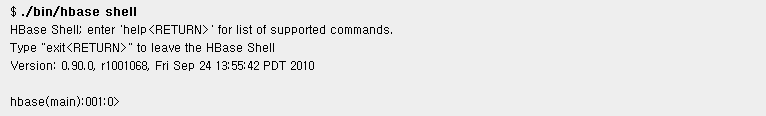 $ ./bin/hbase shell
HBase Shell; enter 'help<RETURN>' for list of supported commands.
Type "exit<RETURN>" to leave the HBase Shell
Version: 0.90.0, r1001068, Fri Sep 24 13:55:42 PDT 2010
hbase(main):001:0>